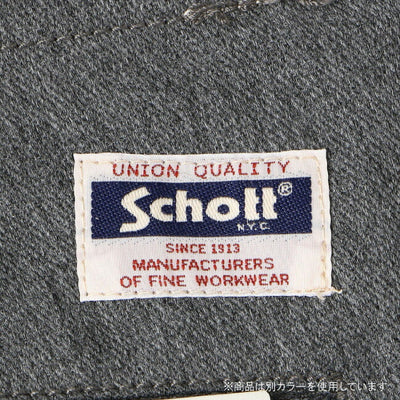 UNION QUALITY
Schott®
N.Y.C.
SINCE 1913
MANUFACTURERS
OF FINE WORKWEAR
※商品は別カラーを使用しています